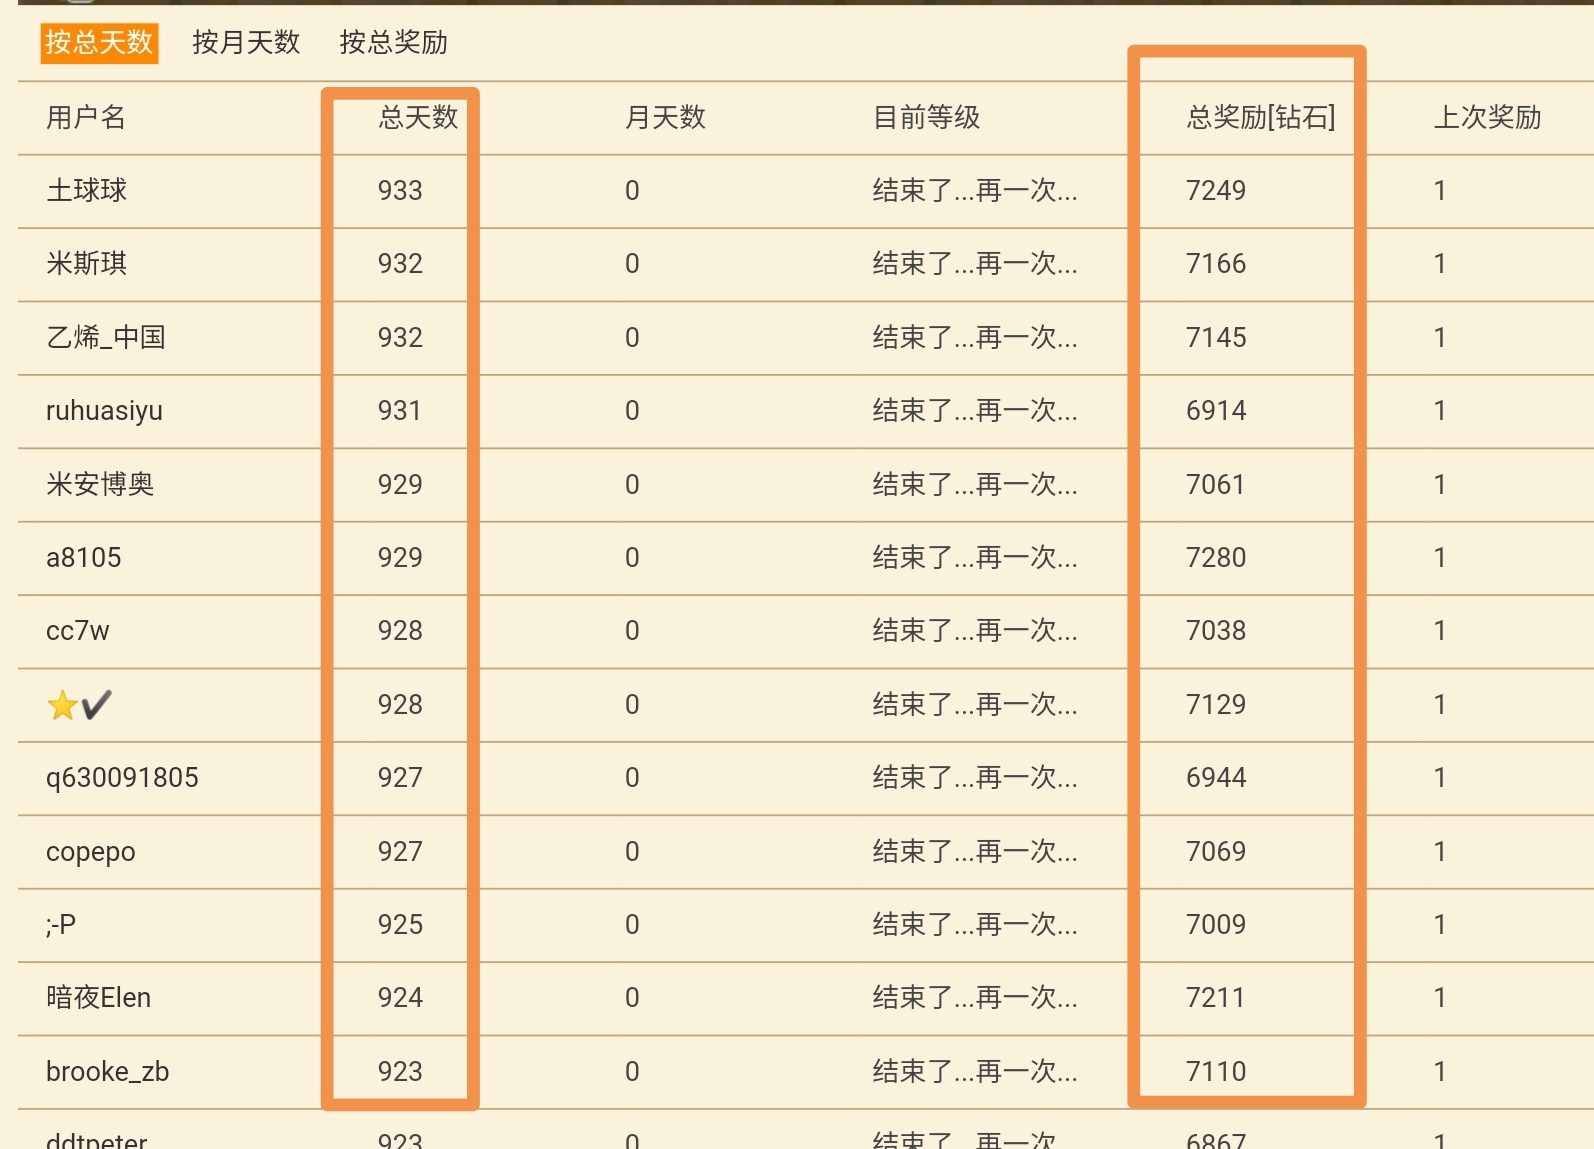 按总天数 按月天数 按总奖励
用户名 总天数 月天数 目前等级 总奖励[钻石] 上次奖励
土球球 933 0 结束了...再一次... 7249 1
米斯琪 932 0 结束了...再一次... 7166 1
乙烯_中国 932 0 结束了...再一次... 7145 1
ruhuasiyu 931 0 结束了...再一次... 6914 1
米安博奥 929 0 结束了...再一次... 7061 1
a8105 929 0 结束了...再一次... 7280 1
cc7w 928 0 结束了...再一次... 7038 1
⭐✔ 928 0 结束了...再一次... 7129 1
q630091805 927 0 结束了...再一次... 6944 1
copepo 927 0 结束了...再一次... 7069 1
;-P 925 0 结束了...再一次... 7009 1
暗夜Elen 924 0 结束了...再一次... 7211 1
brooke_zb 923 0 结束了...再一次... 7110 1
ddtpeter 923 0 结束了...再一次... 6867 1